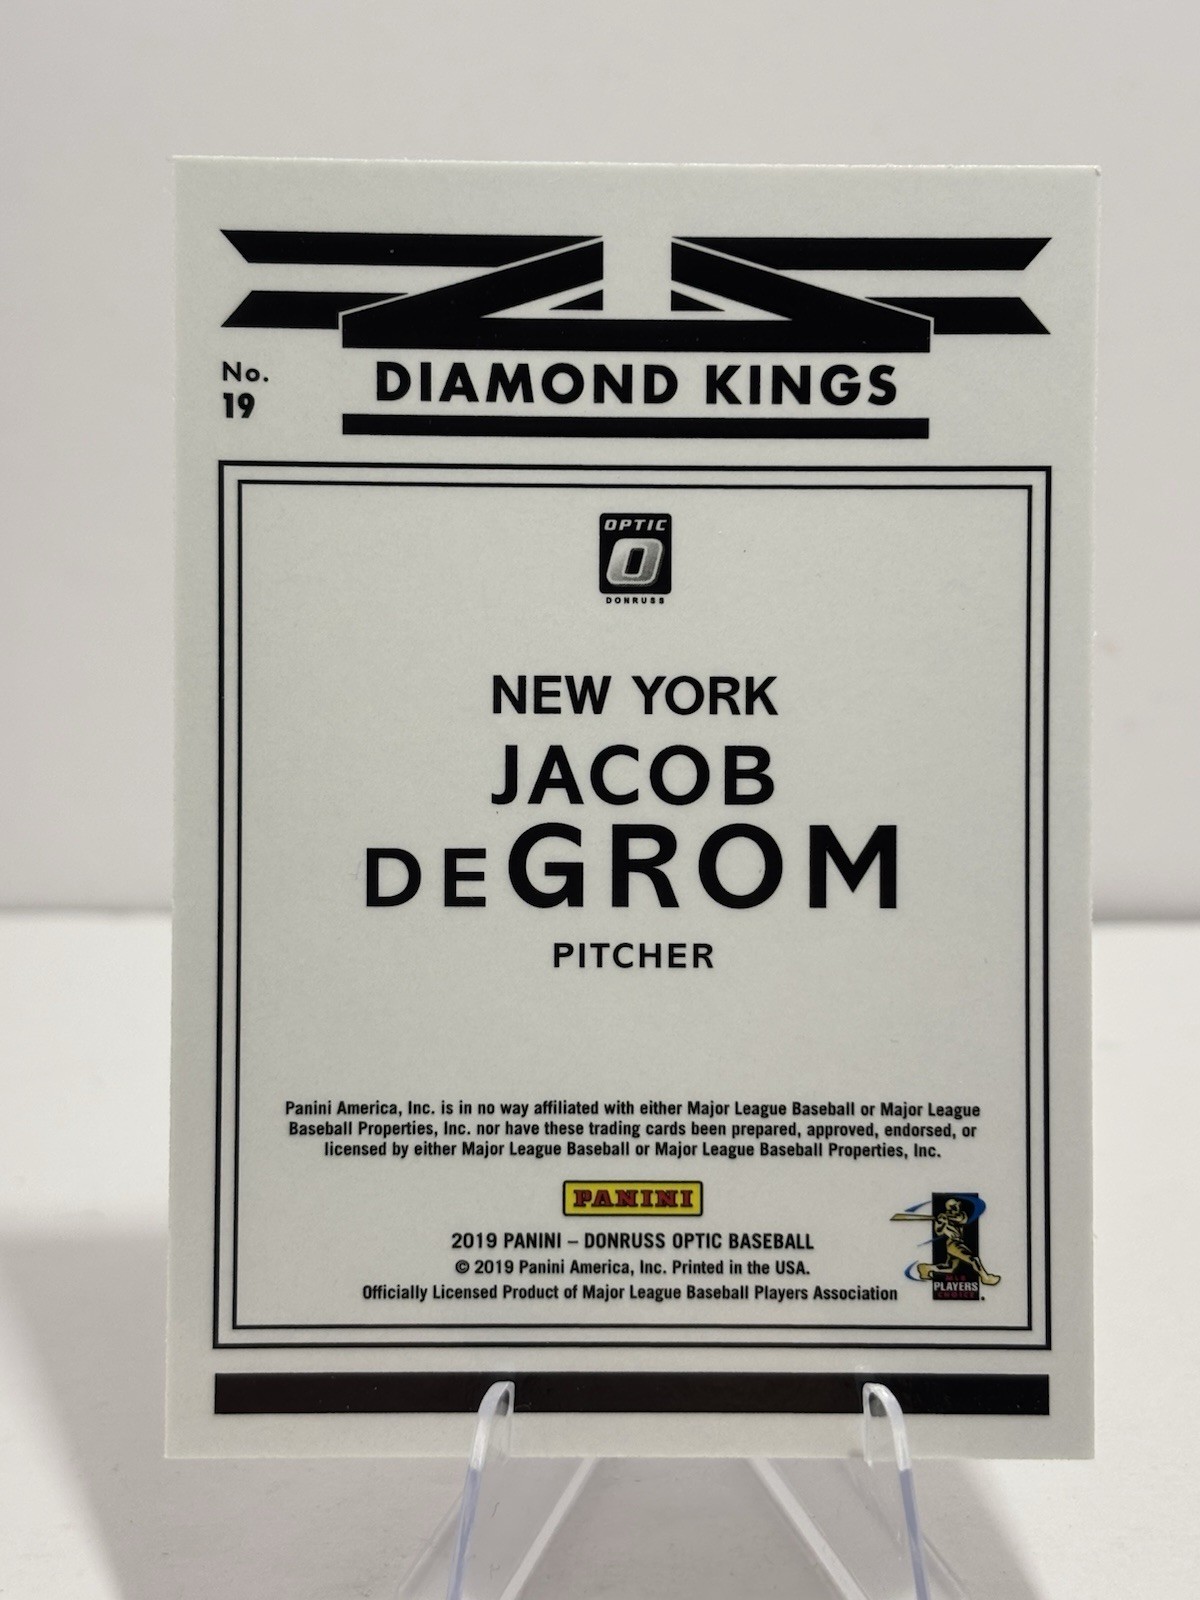 No.
19
DIAMOND KINGS
OPTIC
O
DONRUSS
NEW YORK
JACOB
DEGROM
PITCHER
Panini America, Inc. is in no way affiliated with either Major League Baseball or Major League
Baseball Properties, Inc. nor have these trading cards been prepared, approved, endorsed, or
licensed by either Major League Baseball or Major League Baseball Properties, Inc.
PANINI
2019 PANINI – DONRUSS OPTIC BASEBALL
© 2019 Panini America, Inc. Printed in the USA.
Officially Licensed Product of Major League Baseball Players Association
MLB
PLAYERS
CHOICE